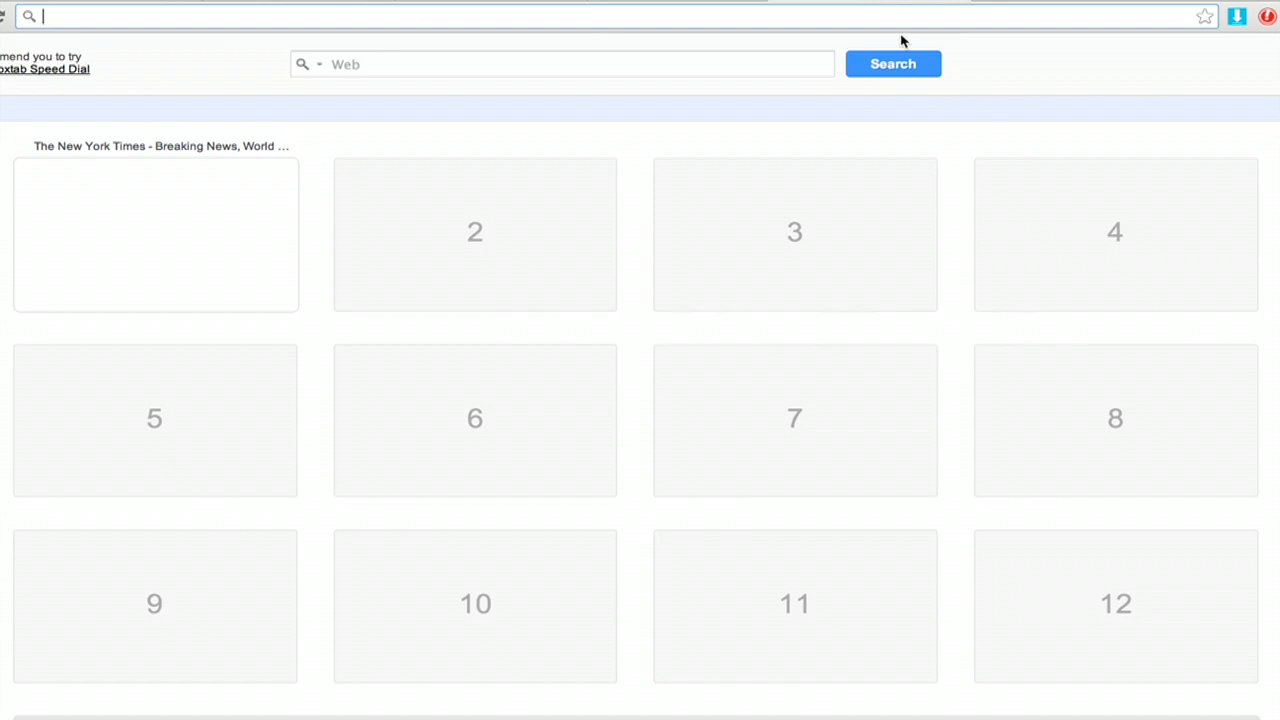 mend you to try
oxtab Speed Dial
Web
Search
The New York Times - Breaking News, World ...
2
3
4
5
6
7
8
9
10
11
12